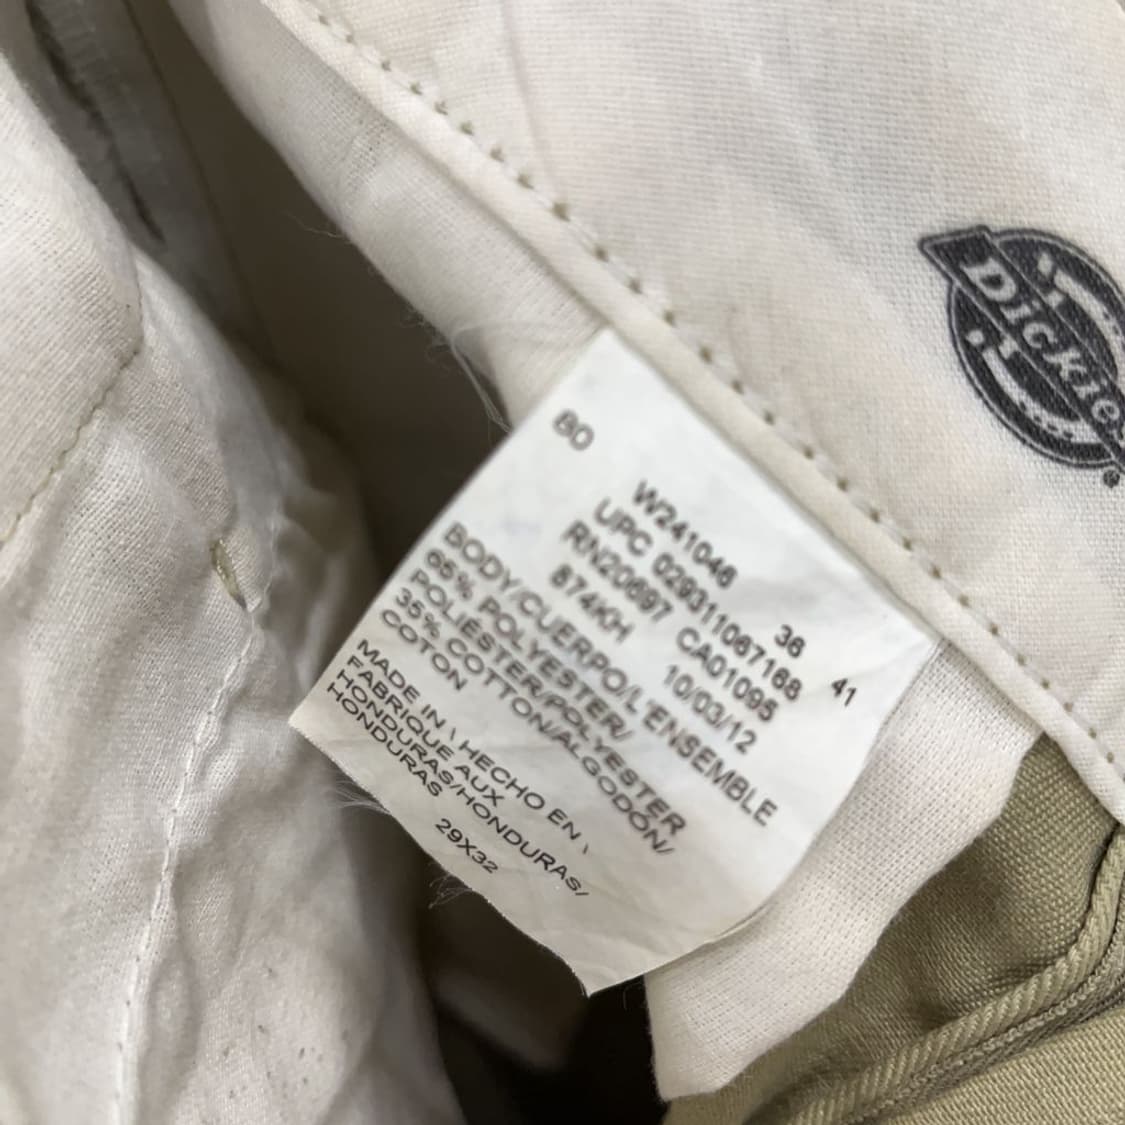 Dickies
®
80
W241046 36
UPC 029311067168 41
RN20697 CA01095
874KH 10/03/12
BODY/CUERPO/L'ENSEMBLE
65% POLYESTER/
POLIÉSTER/POLYESTER
35% COTTON/ALGODÓN/
COTON
MADE IN \ HECHO EN \
FABRIQUE AUX
HONDURAS/HONDURAS/
HONDURAS
29X32